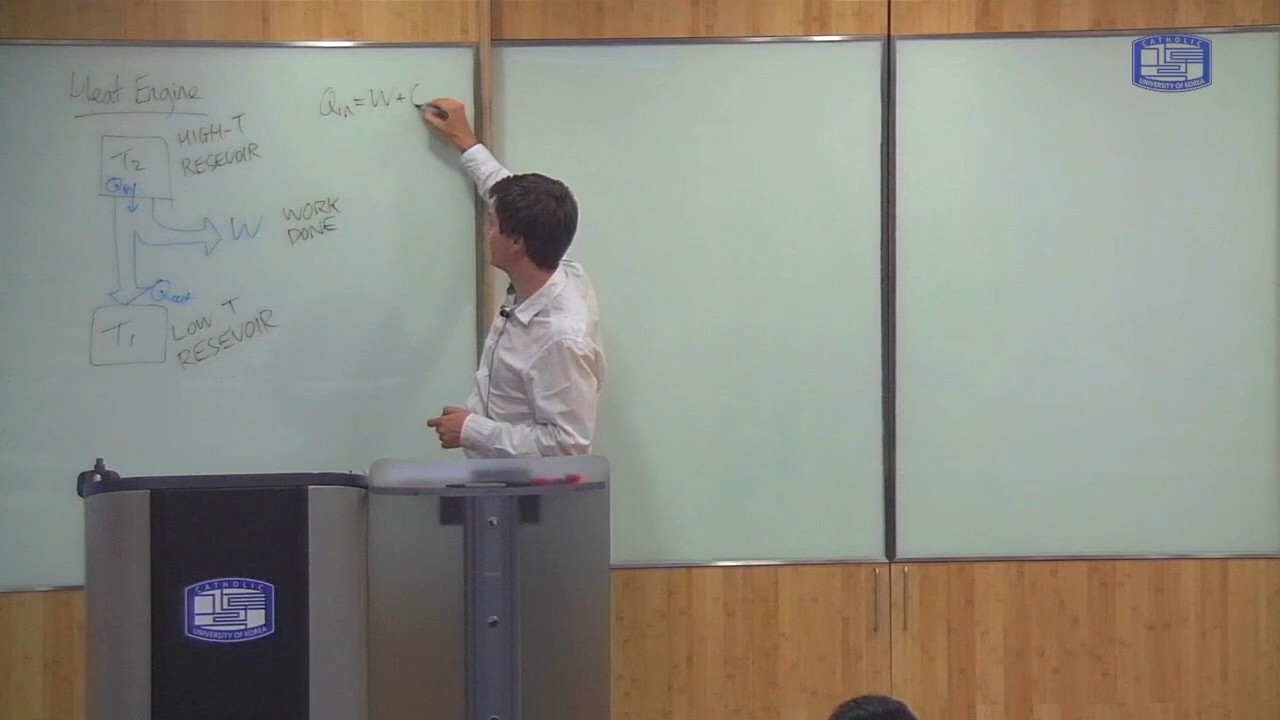 Heat Engine
Qin = W + Q
T2
HIGH-T
RESEVOIR
Qin
W
WORK
DONE
Qout
T1
LOW T
RESEVOIR
CATHOLIC
UNIVERSITY OF KOREA
CATHOLIC
UNIVERSITY OF KOREA